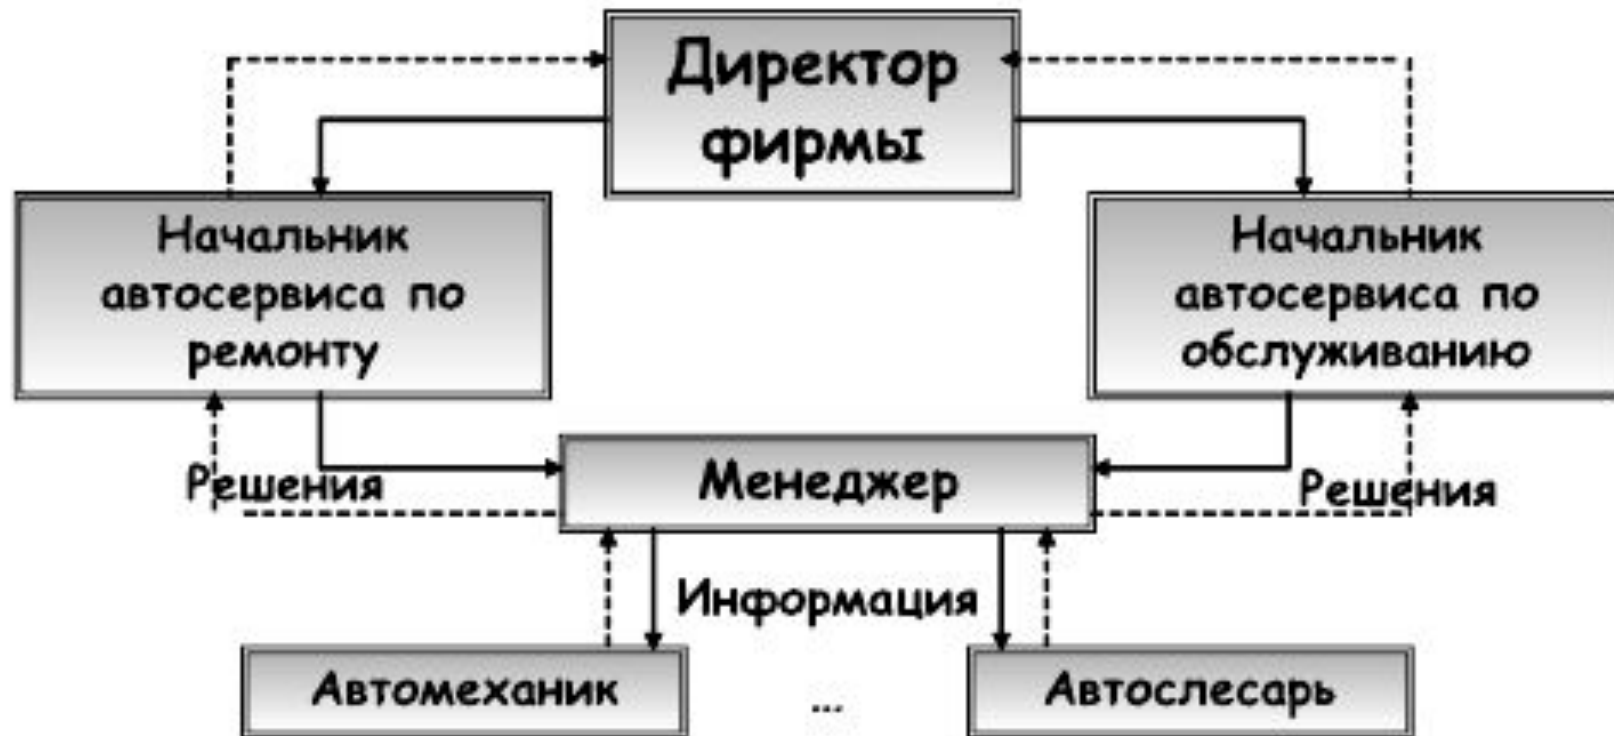 Директор
фирмы
Начальник
автосервиса по
ремонту
Начальник
автосервиса по
обслуживанию
Решения
Менеджер
Решения
Информация
Автомеханик
...
Автослесарь